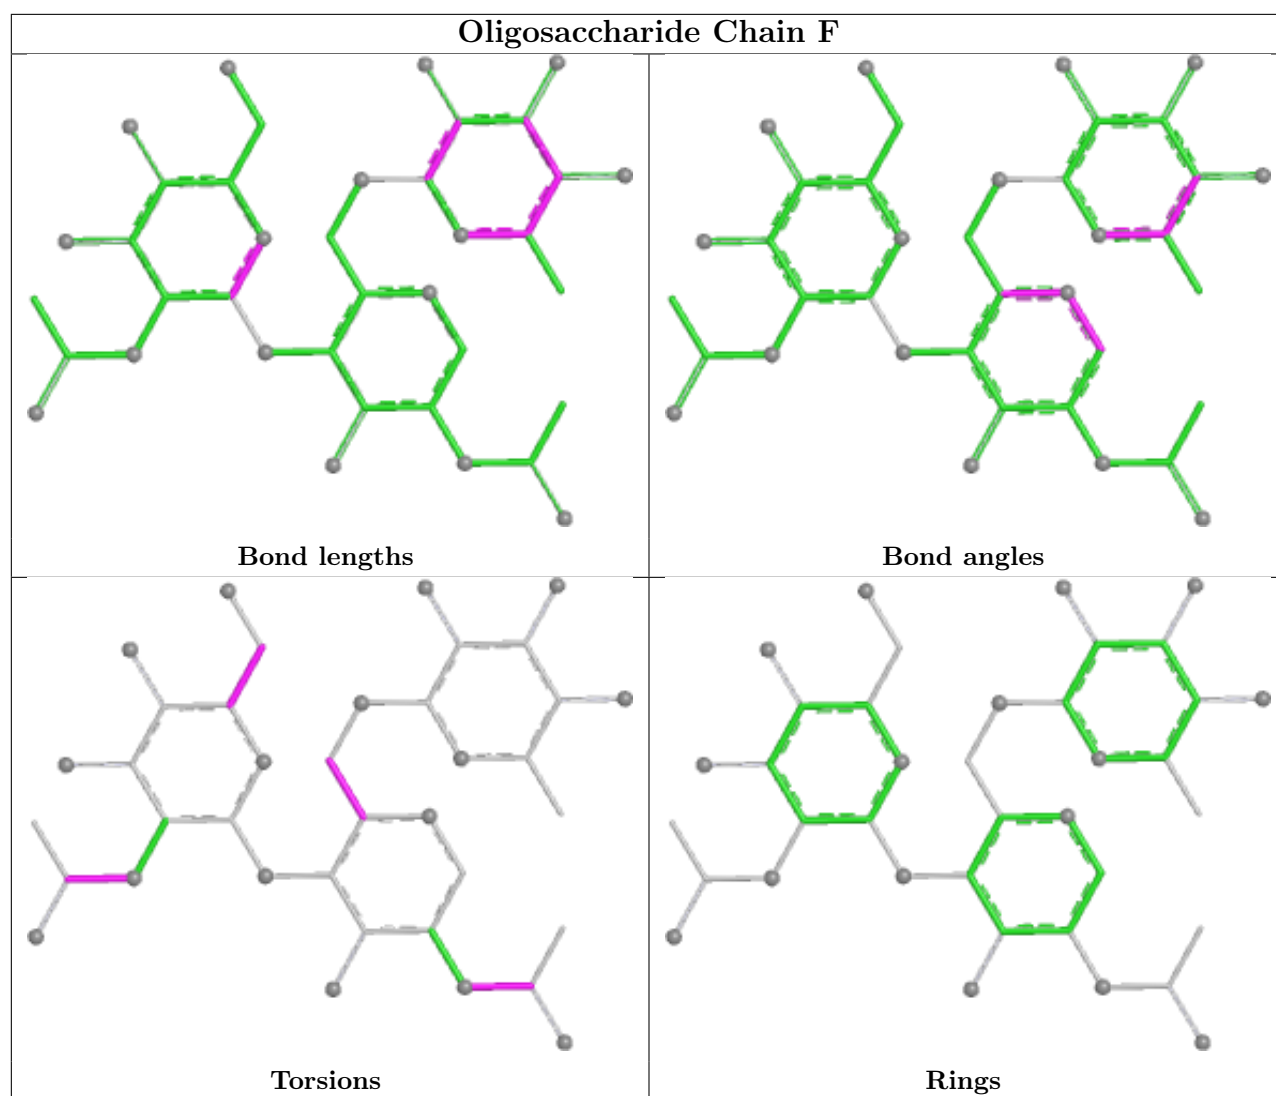 Oligosaccharide Chain F
Bond lengths
Bond angles
Torsions
Rings